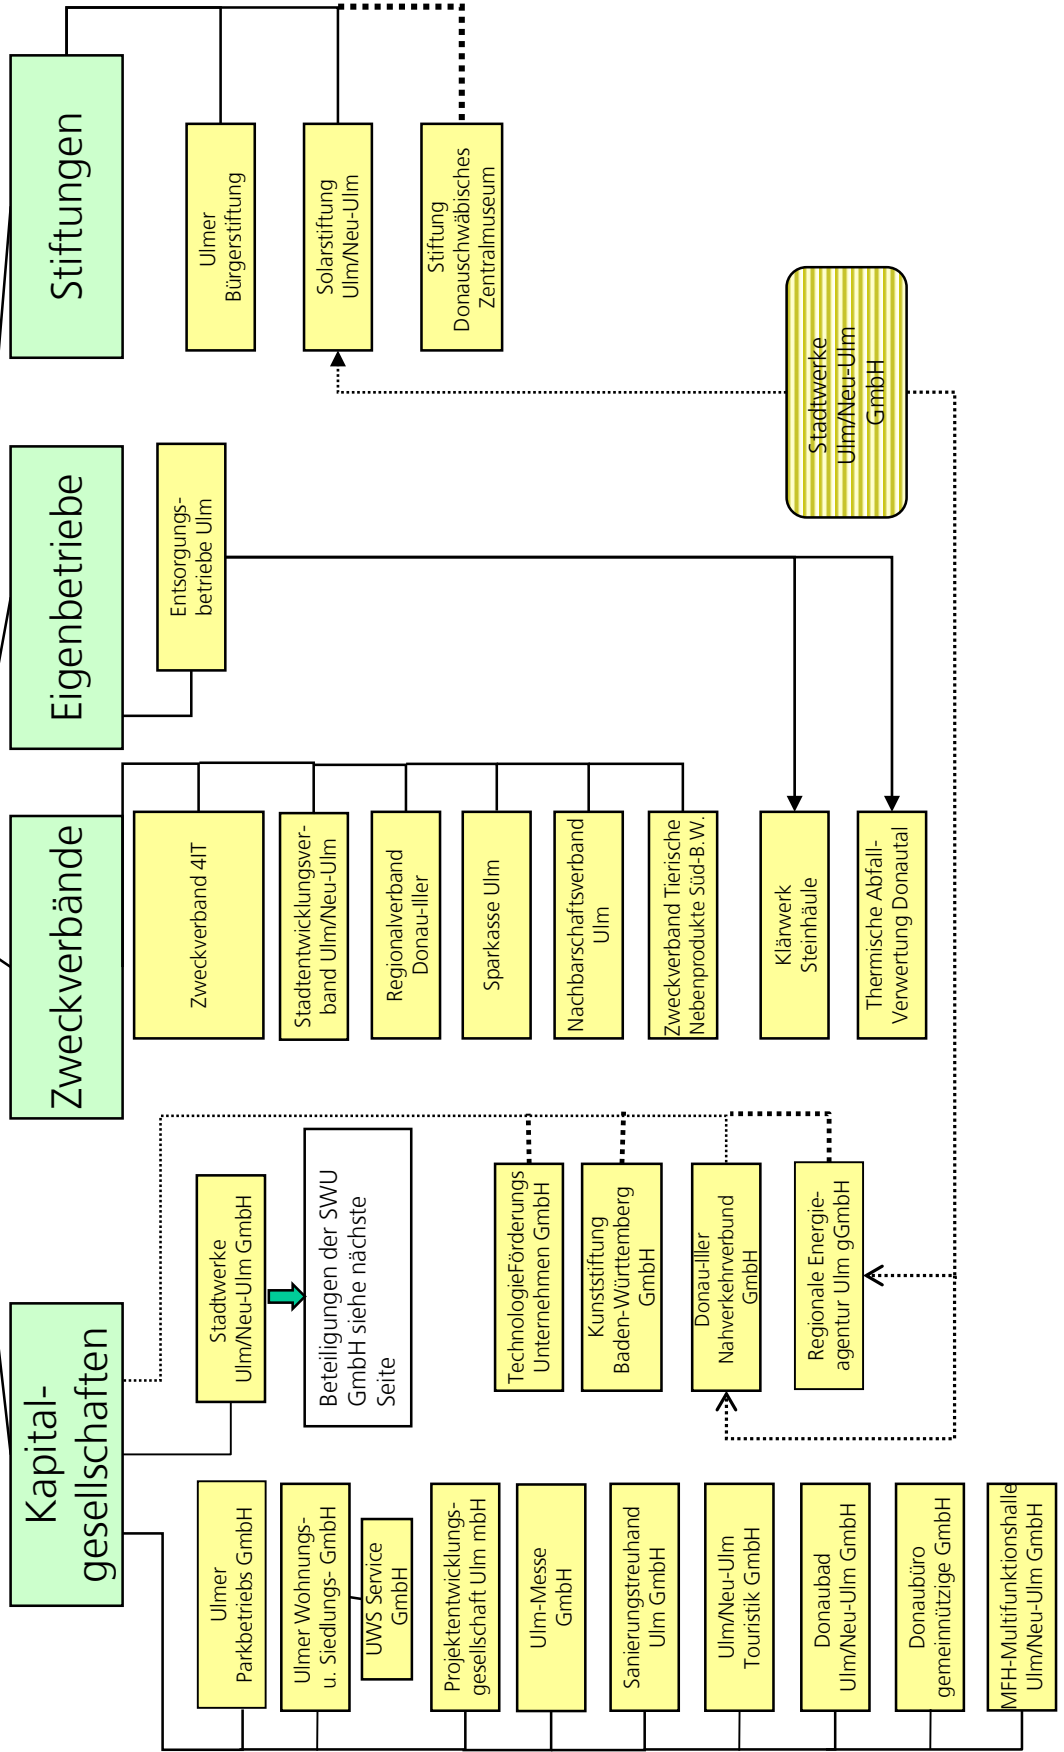 Kapital-
gesellschaften
Ulmer
Parkbetriebs GmbH
Ulmer Wohnungs-
u. Siedlungs- GmbH
UWS Service
GmbH
Projektentwicklungs-
gesellschaft Ulm mbH
Ulm-Messe
GmbH
Sanierungstreuhand
Ulm GmbH
Ulm/Neu-Ulm
Touristik GmbH
Donaubad
Ulm/Neu-Ulm GmbH
Donaubüro
gemeinnützige GmbH
MFH-Multifunktionshalle
Ulm/Neu-Ulm GmbH
Stadtwerke
Ulm/Neu-Ulm GmbH
Beteiligungen der SWU
GmbH siehe nächste
Seite
TechnologieFörderungs
Unternehmen GmbH
Kunststiftung
Baden-Württemberg
GmbH
Donau-Iller
Nahverkehrverbund
GmbH
Regionale Energie-
agentur Ulm gGmbH
Zweckverbände
Zweckverband 4IT
Stadtentwicklungsver-
band Ulm/Neu-Ulm
Regionalverband
Donau-Iller
Sparkasse Ulm
Nachbarschaftsverband
Ulm
Zweckverband Tierische
Nebenprodukte Süd-B.W.
Klärwerk
Steinhäule
Thermische Abfall-
Verwertung Donautal
Eigenbetriebe
Entsorgungs-
betriebe Ulm
Stadtwerke
Ulm/Neu-Ulm
GmbH
Stiftungen
Ulmer
Bürgerstiftung
Solarstiftung
Ulm/Neu-Ulm
Stiftung
Donauschwäbisches
Zentralmuseum